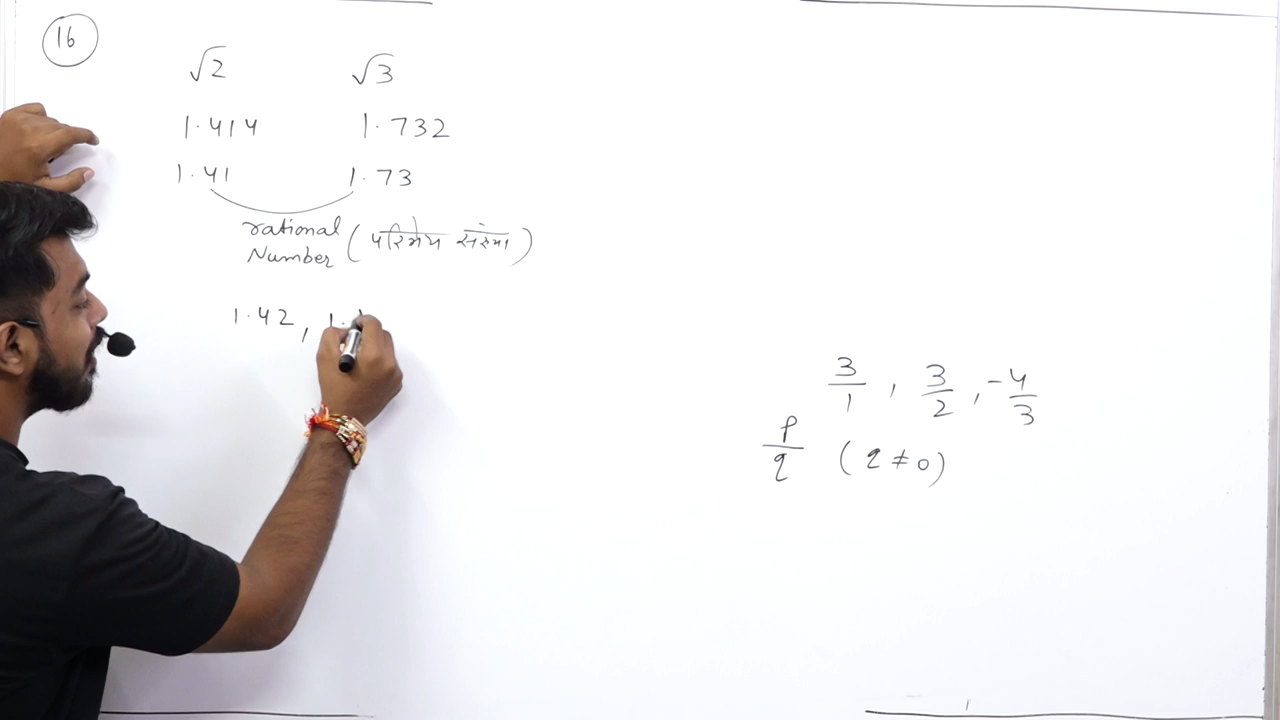 16
√2 √3
1.414 1.732
1.41 1.73
rational
Number (परिमेय संख्या)
1.42, 1.
3/1, 3/2, -4/3
p/q (q ≠ 0)